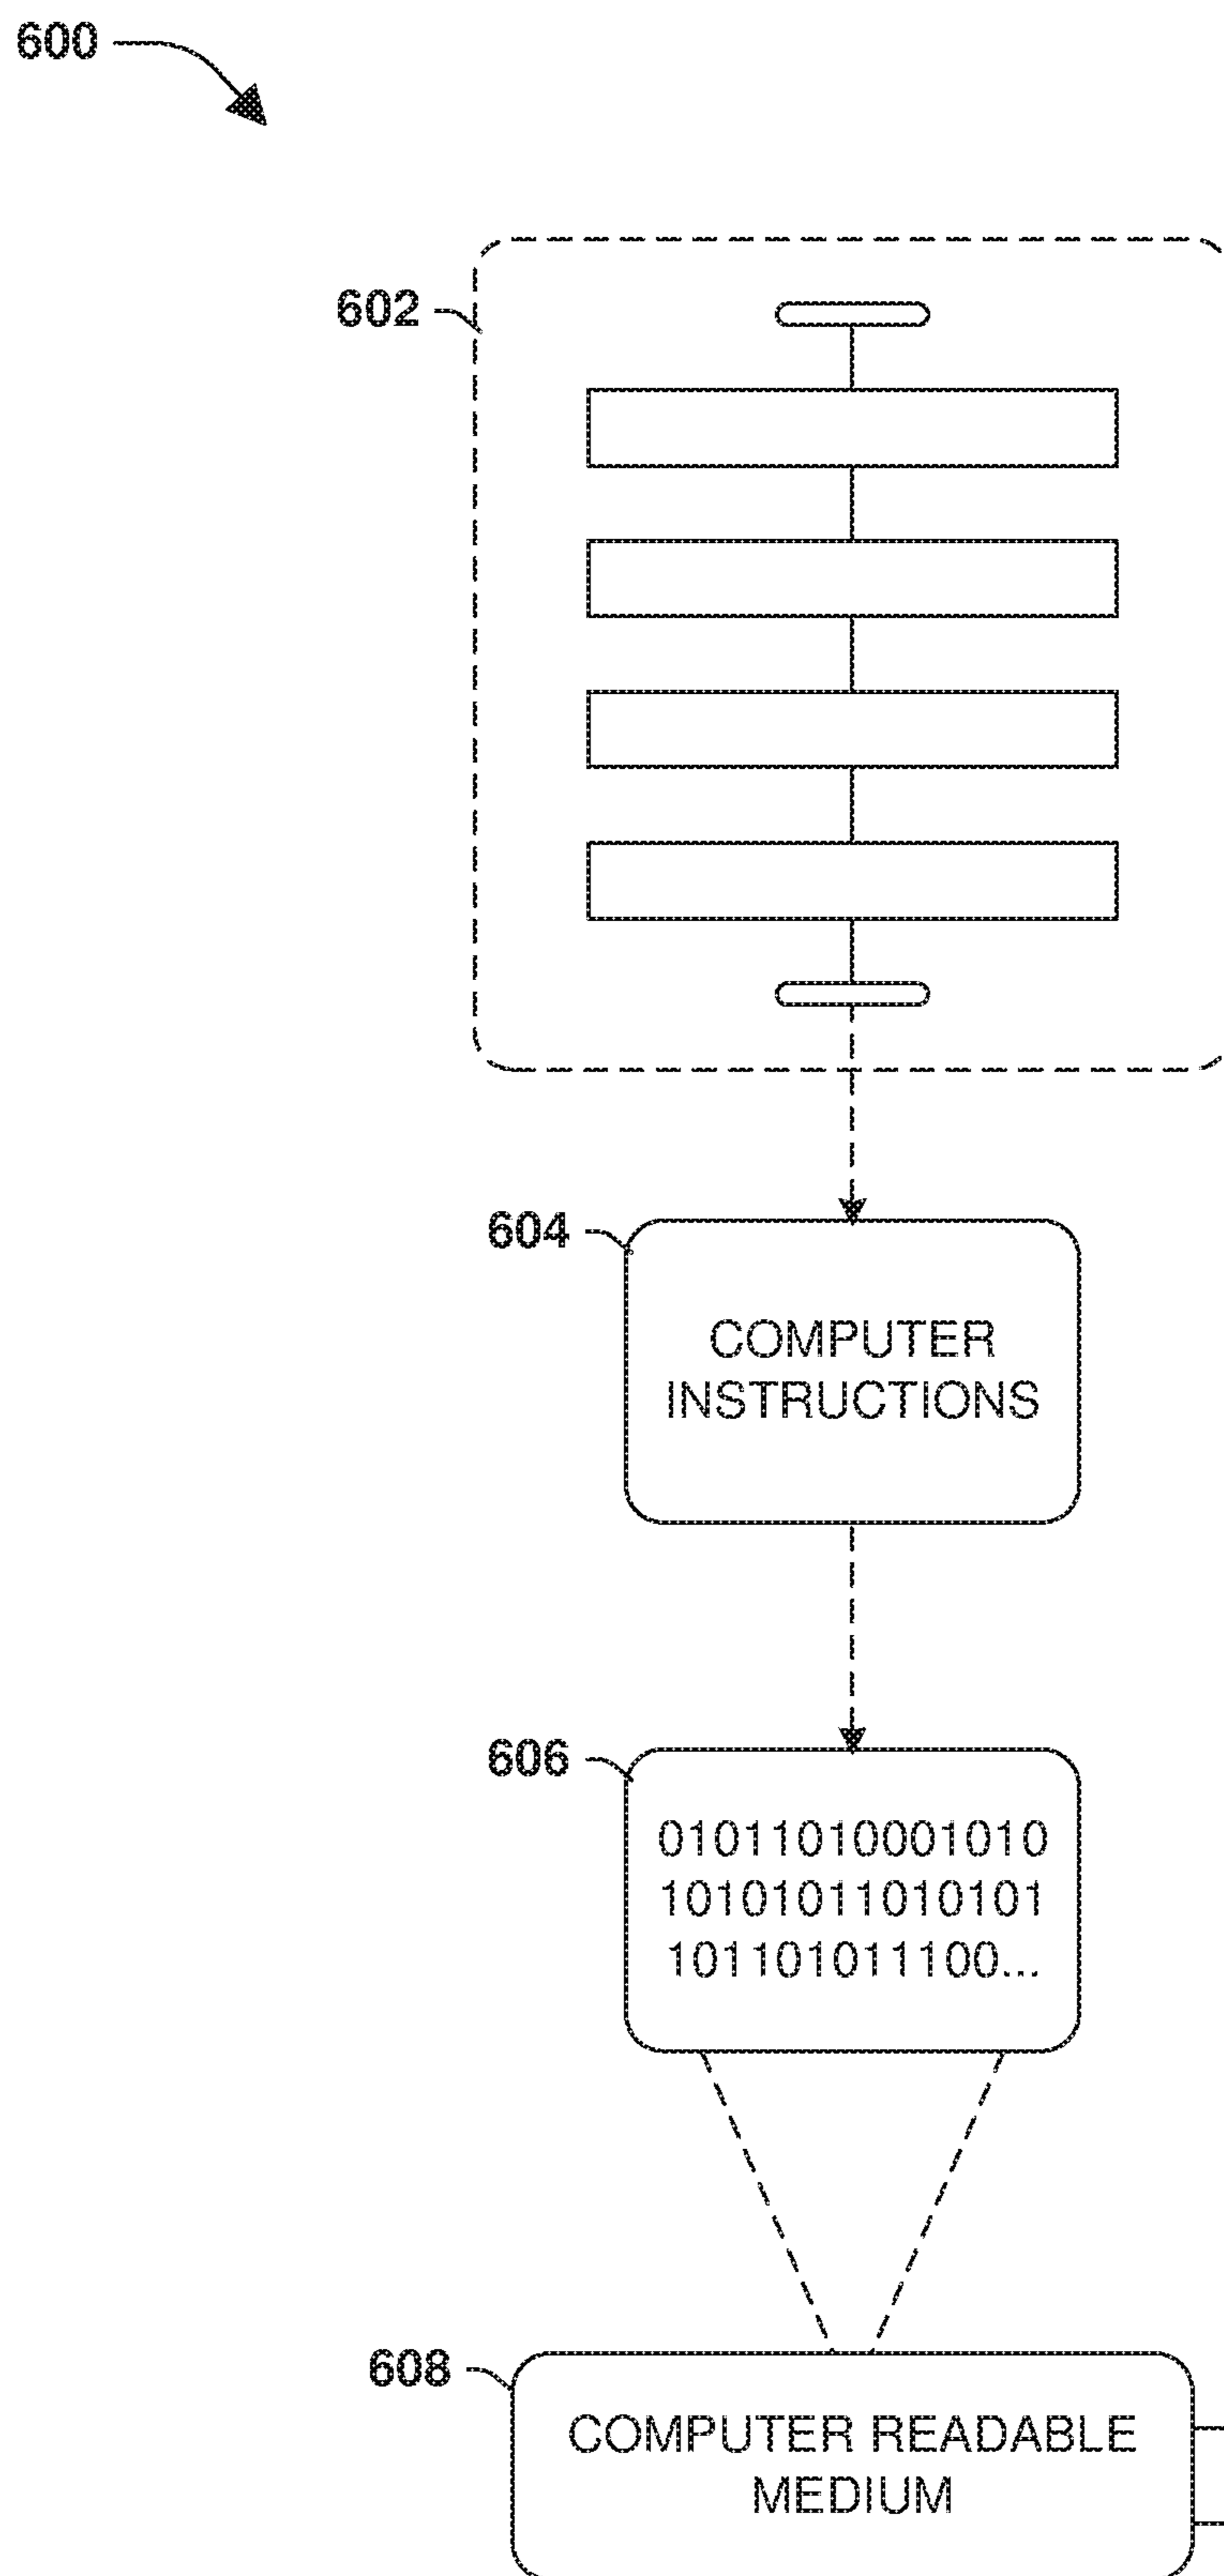 600
602
604
COMPUTER
INSTRUCTIONS
606
01011010001010
10101011010101
101101011100...
608
COMPUTER READABLE
MEDIUM